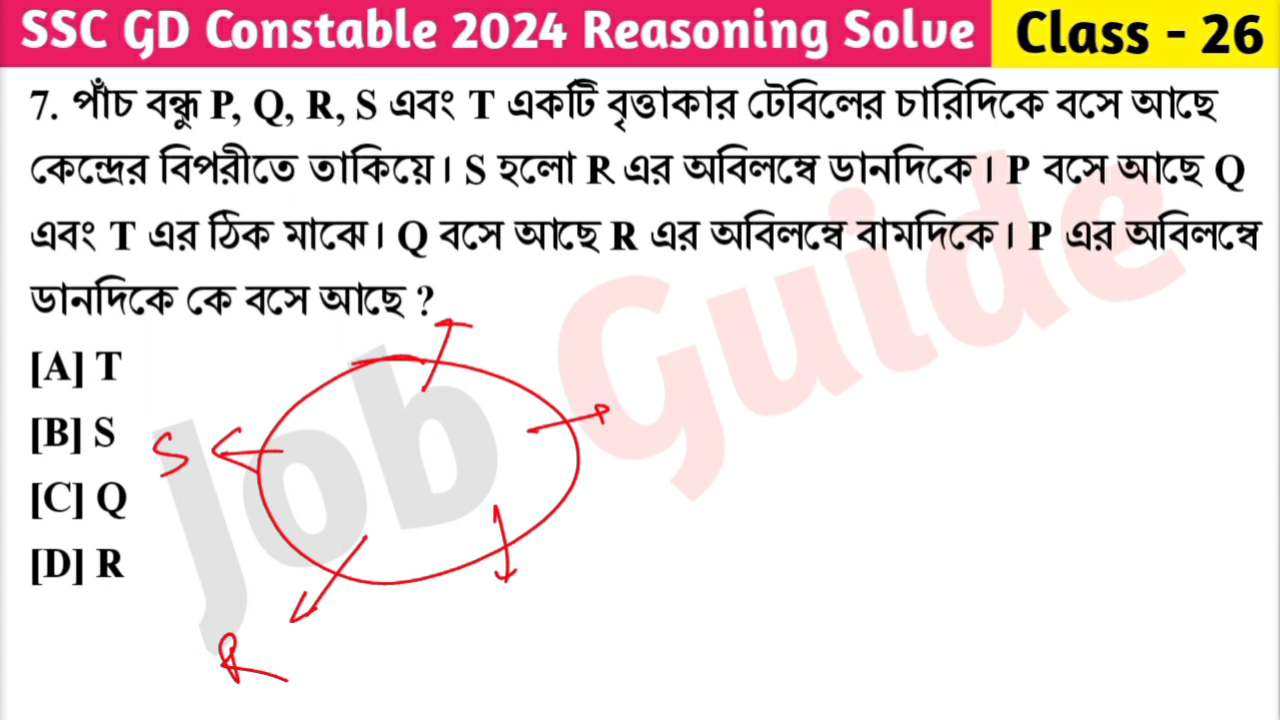 SSC GD Constable 2024 Reasoning Solve
Class - 26
7. পাঁচ বন্ধু P, Q, R, S এবং T একটি বৃত্তাকার টেবিলের চারিদিকে বসে আছে
কেন্দ্রের বিপরীতে তাকিয়ে। S হলো R এর অবিলম্বে ডানদিকে। P বসে আছে Q
এবং T এর ঠিক মাঝে। Q বসে আছে R এর অবিলম্বে বামদিকে। P এর অবিলম্বে
ডানদিকে কে বসে আছে ?
[A] T
[B] S
[C] Q
[D] R
S
R
Job Guide